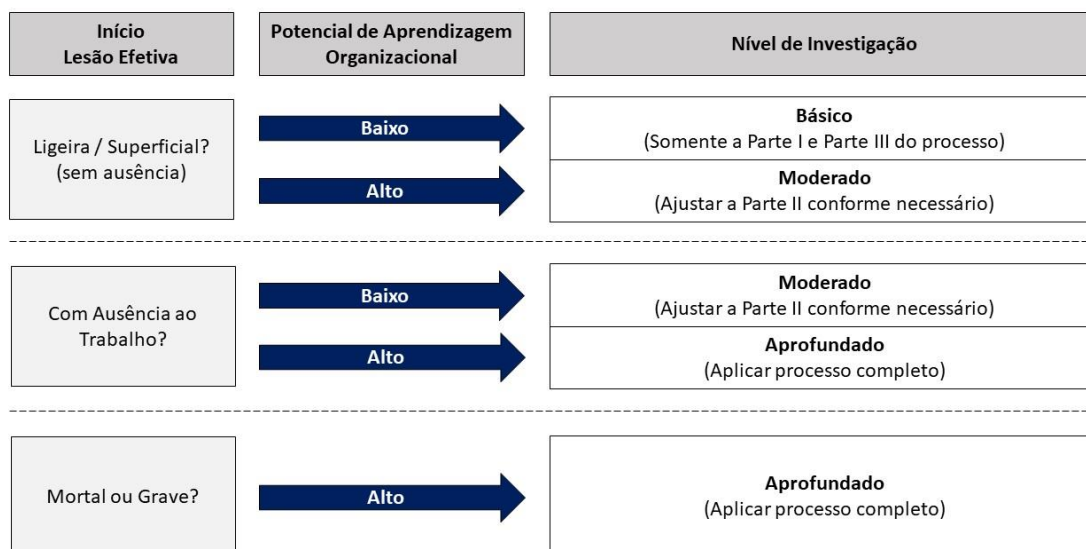 Início
Lesão Efetiva
Potencial de Aprendizagem
Organizacional
Nível de Investigação
Ligeira / Superficial?
(sem ausência)
Baixo
Básico
(Somente a Parte I e Parte III do processo)
Alto
Moderado
(Ajustar a Parte II conforme necessário)
Com Ausência ao
Trabalho?
Baixo
Moderado
(Ajustar a Parte II conforme necessário)
Alto
Aprofundado
(Aplicar processo completo)
Mortal ou Grave?
Alto
Aprofundado
(Aplicar processo completo)